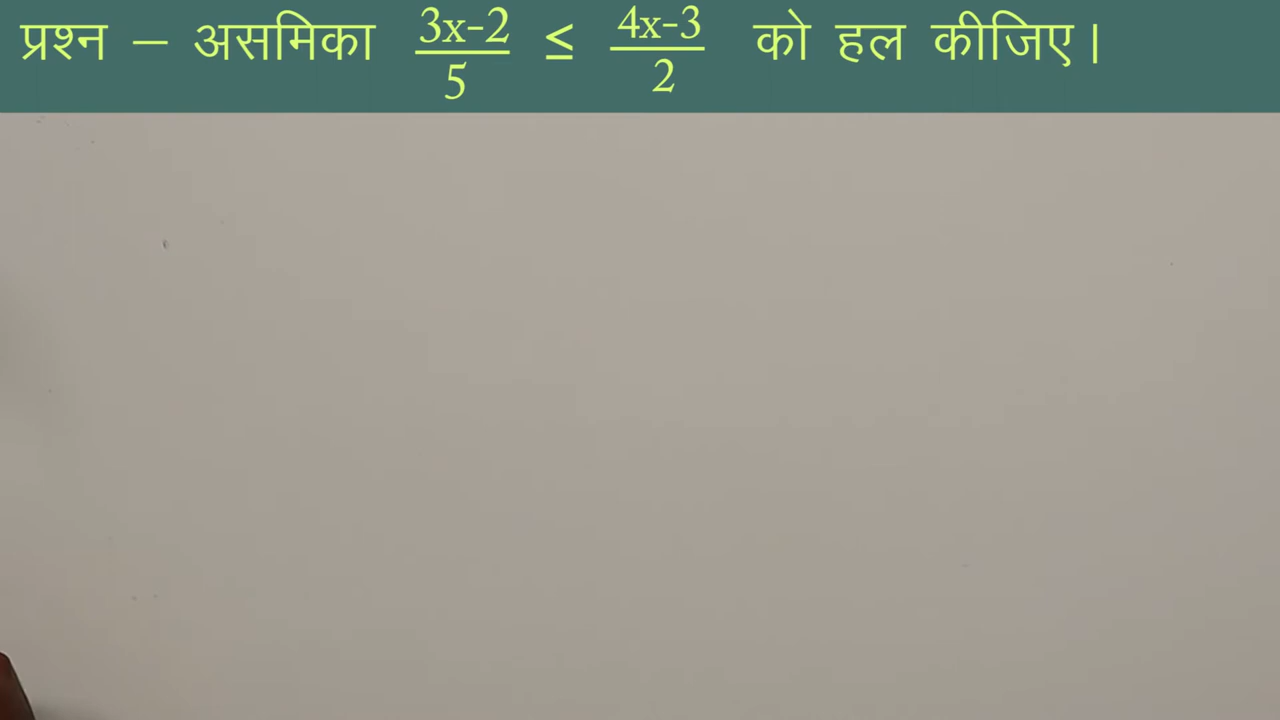 प्रश्न – असमिका (3x-2)/5 ≤ (4x-3)/2 को हल कीजिए।